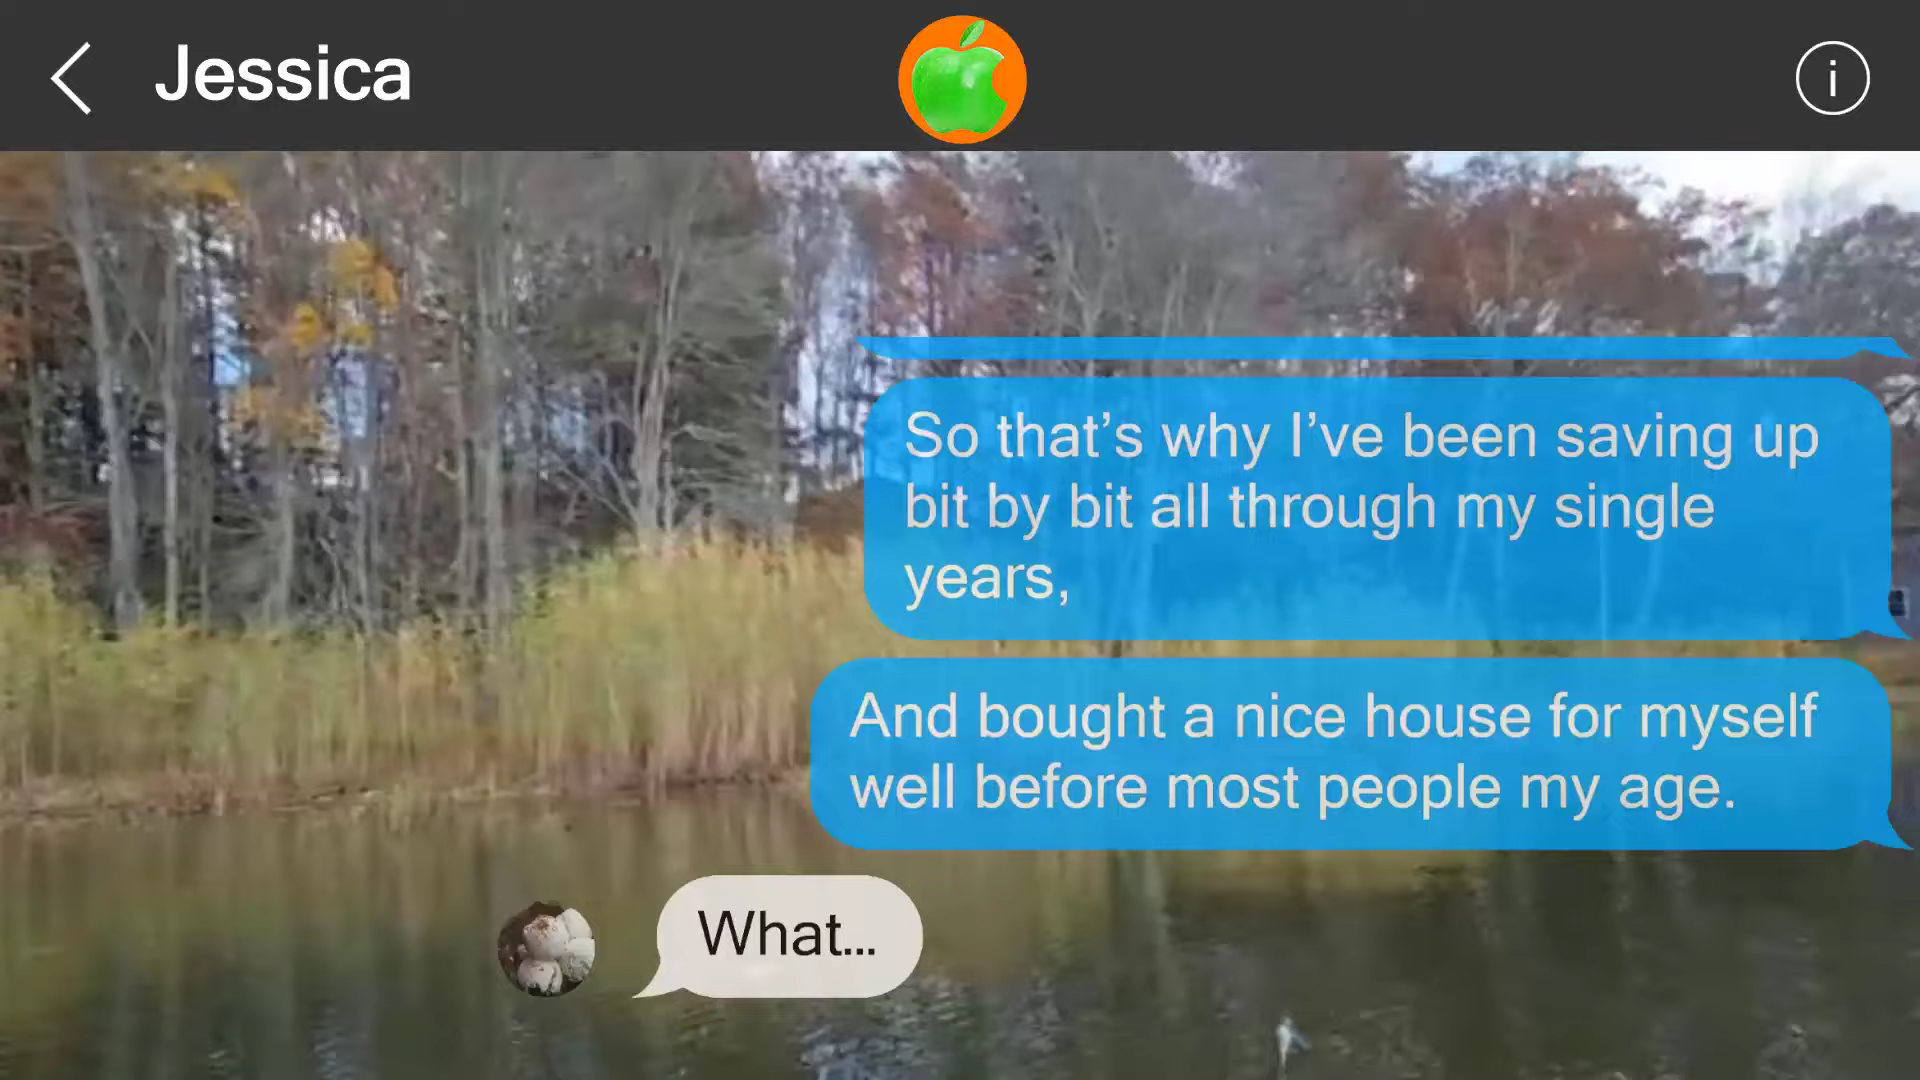 Jessica
i
So that’s why I’ve been saving up
bit by bit all through my single
years,
And bought a nice house for myself
well before most people my age.
What...